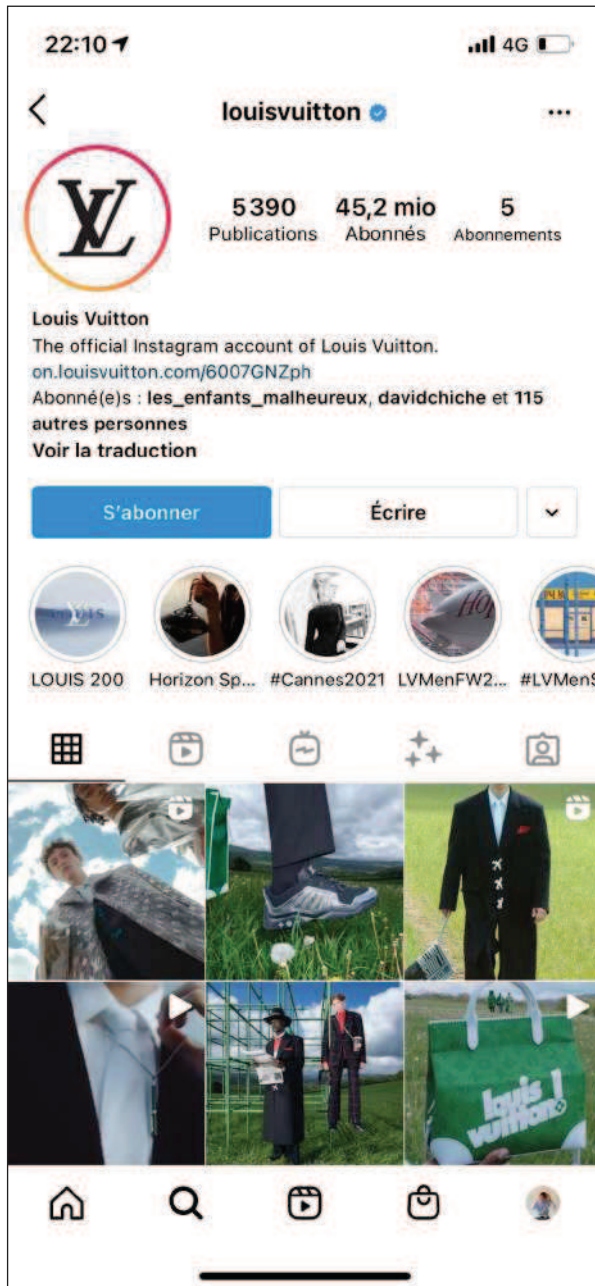 22:10
4G
louisvuitton
5390 45,2 mio 5
Publications Abonnés Abonnements
Louis Vuitton
The official Instagram account of Louis Vuitton.
on.louisvuitton.com/6007GNZph
Abonné(e)s : les_enfants_malheureux, davidchiche et 115
autres personnes
Voir la traduction
S'abonner
Écrire
LOUIS 200 Horizon Sp... #Cannes2021 LVMenFW2... #LVMenS
louis
vuitton!